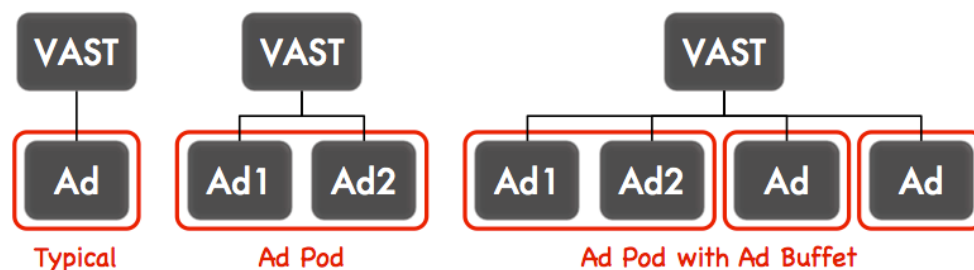 VAST VAST VAST
Ad Ad1 Ad2 Ad1 Ad2 Ad Ad
Typical Ad Pod Ad Pod with Ad Buffet